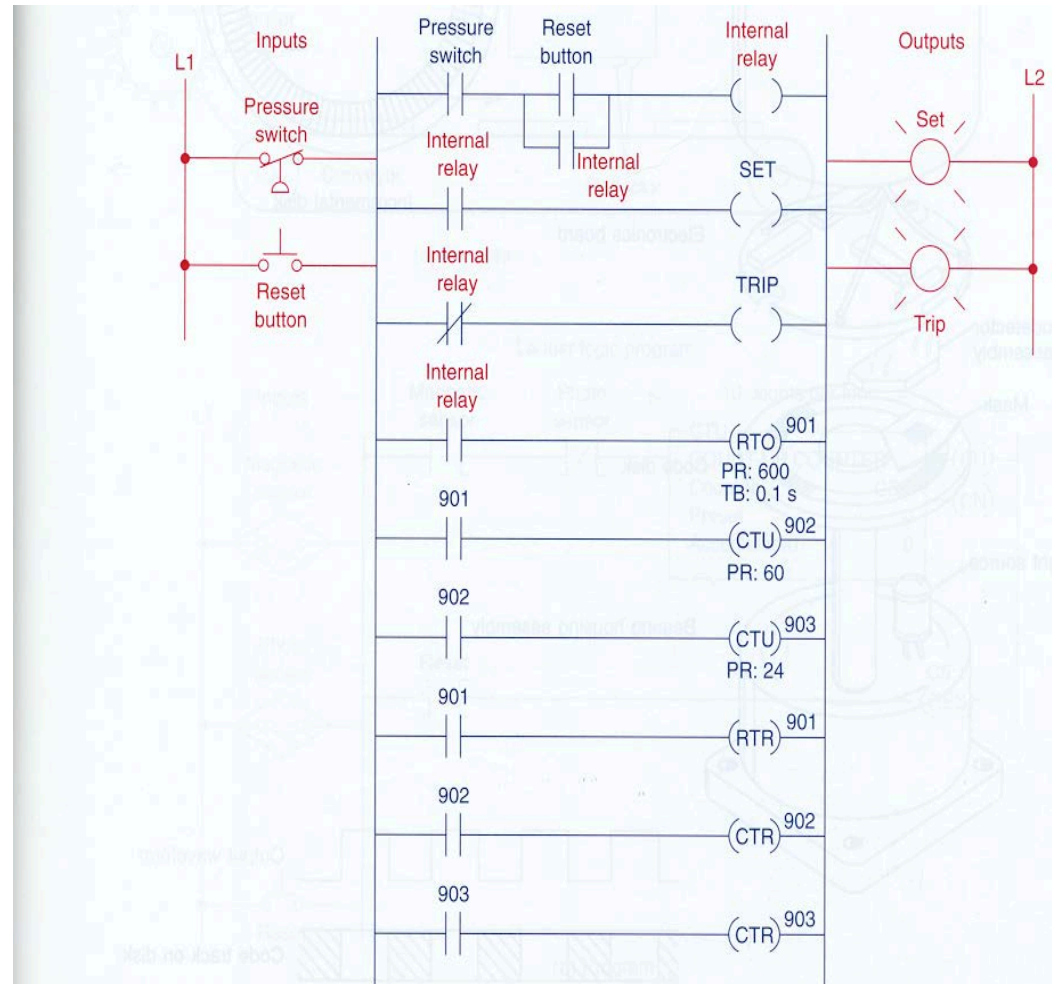 Inputs
Pressure
switch
Reset
button
Internal
relay
Outputs
L1
L2
Pressure
switch
Set
Internal
relay
Internal
relay
SET
Internal
relay
Reset
button
TRIP
Trip
Internal
relay
RTO 901
PR: 600
TB: 0.1 s
901
CTU 902
PR: 60
902
CTU 903
PR: 24
901
RTR 901
902
CTR 902
903
CTR 903